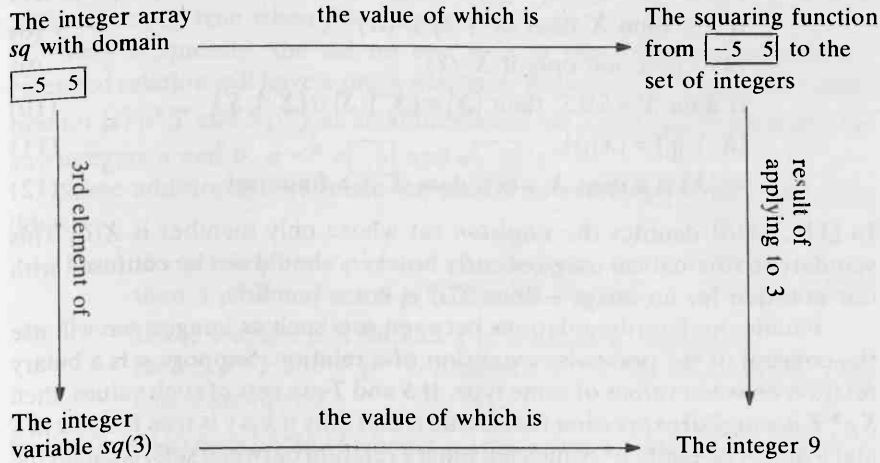 The integer array
sq with domain
-5 5
the value of which is
The squaring function
from -5 5 to the
set of integers
3rd element of
result of
applying to 3
The integer
variable sq(3)
the value of which is
The integer 9